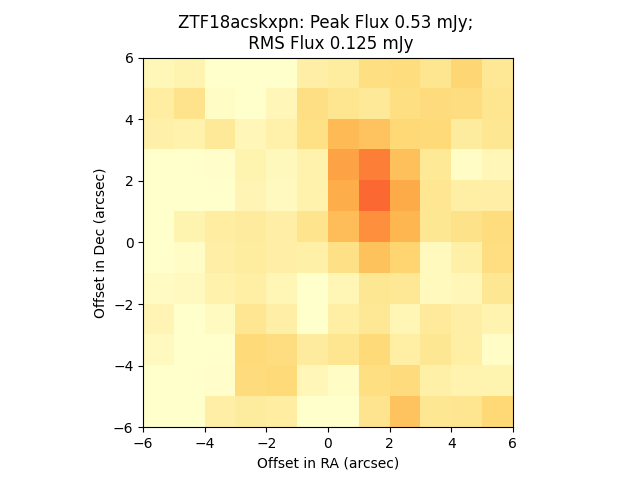 ZTF18acskxpn: Peak Flux 0.53 mJy;
RMS Flux 0.125 mJy
6
4
2
0
−2
−4
−6
Offset in Dec (arcsec)
−6 −4 −2 0 2 4 6
Offset in RA (arcsec)